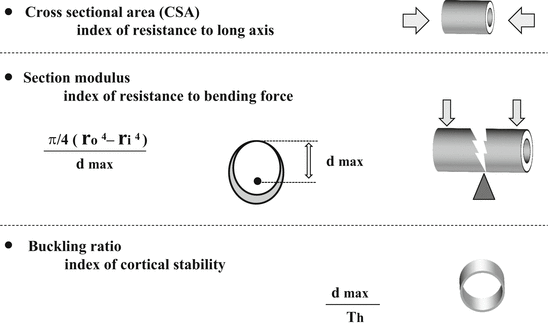 ● Cross sectional area (CSA)
index of resistance to long axis
● Section modulus
index of resistance to bending force
π/4 ( ro ⁴– ri ⁴ )
d max
d max
● Buckling ratio
index of cortical stability
d max
Th